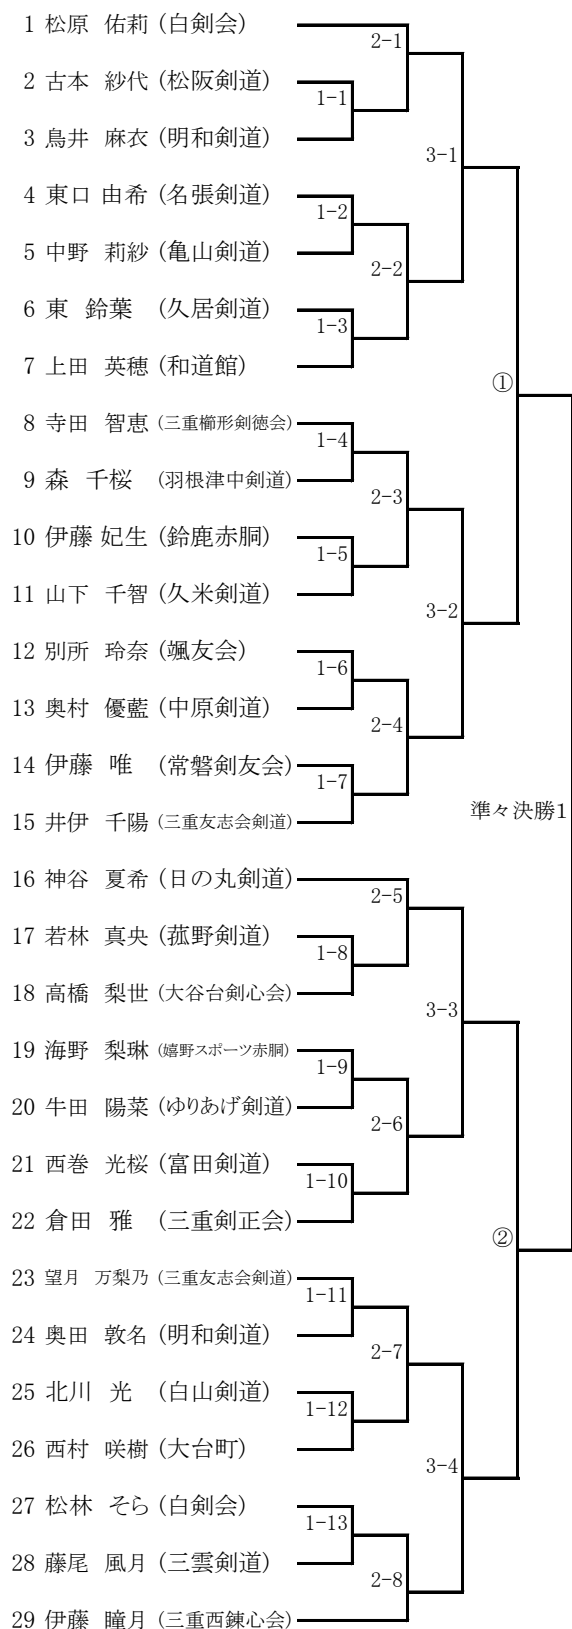 1 松原 佑莉 (白剣会)
2-1
2 古本 紗代 (松阪剣道)
1-1
3 鳥井 麻衣 (明和剣道)
3-1
4 東口 由希 (名張剣道)
1-2
5 中野 莉紗 (亀山剣道)
2-2
6 東 鈴葉 (久居剣道)
1-3
7 上田 英穂 (和道館)
①
8 寺田 智恵 (三重櫛形剣徳会)
1-4
9 森 千桜 (羽根津中剣道)
2-3
10 伊藤 妃生 (鈴鹿赤胴)
1-5
11 山下 千智 (久米剣道)
3-2
12 別所 玲奈 (颯友会)
1-6
13 奥村 優藍 (中原剣道)
2-4
14 伊藤 唯 (常磐剣友会)
1-7
15 井伊 千陽 (三重友志会剣道)
準々決勝1
16 神谷 夏希 (日の丸剣道)
2-5
17 若林 真央 (菰野剣道)
1-8
18 高橋 梨世 (大谷台剣心会)
3-3
19 海野 梨琳 (嬉野スポーツ赤胴)
1-9
20 牛田 陽菜 (ゆりあげ剣道)
2-6
21 西巻 光桜 (富田剣道)
1-10
22 倉田 雅 (三重剣正会)
②
23 望月 万梨乃 (三重友志会剣道)
1-11
24 奥田 敦名 (明和剣道)
2-7
25 北川 光 (白山剣道)
1-12
26 西村 咲樹 (大台町)
3-4
27 松林 そら (白剣会)
1-13
28 藤尾 風月 (三雲剣道)
2-8
29 伊藤 瞳月 (三重西錬心会)